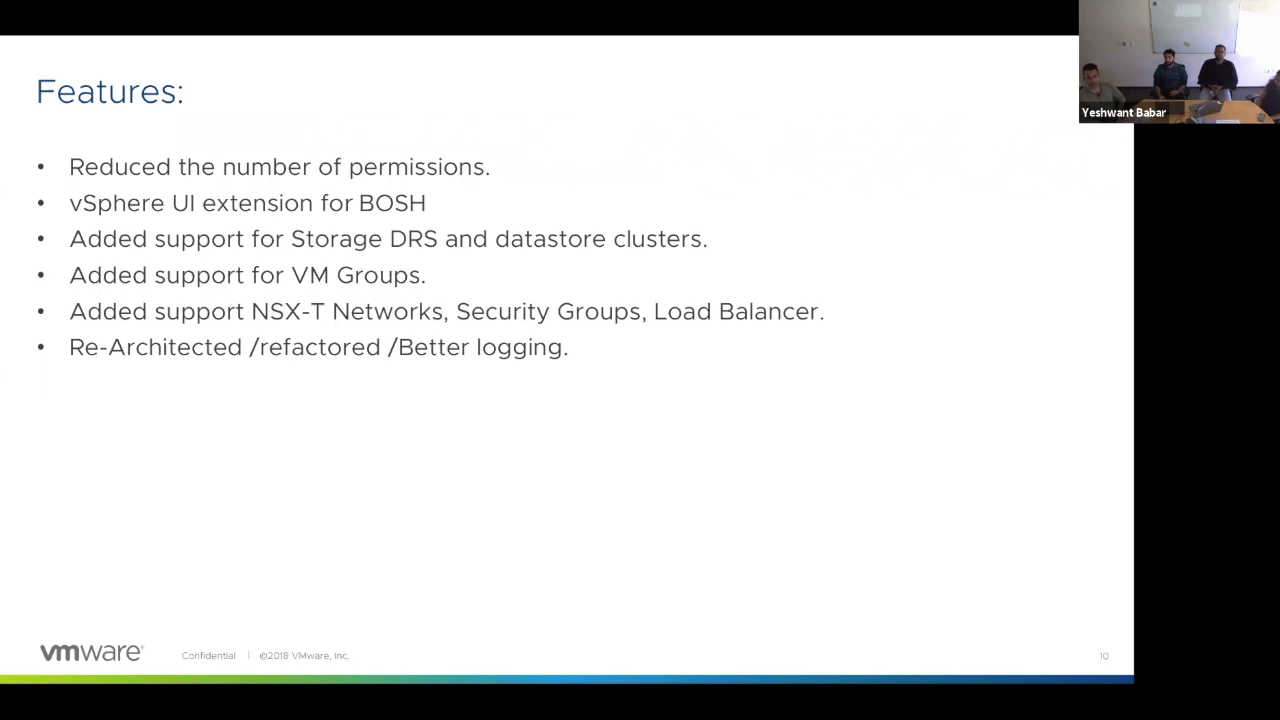 Features:
• Reduced the number of permissions.
• vSphere UI extension for BOSH
• Added support for Storage DRS and datastore clusters.
• Added support for VM Groups.
• Added support NSX-T Networks, Security Groups, Load Balancer.
• Re-Architected /refactored /Better logging.
vmware® Confidential | ©2018 VMware, Inc. 10
Yeshwant Babar